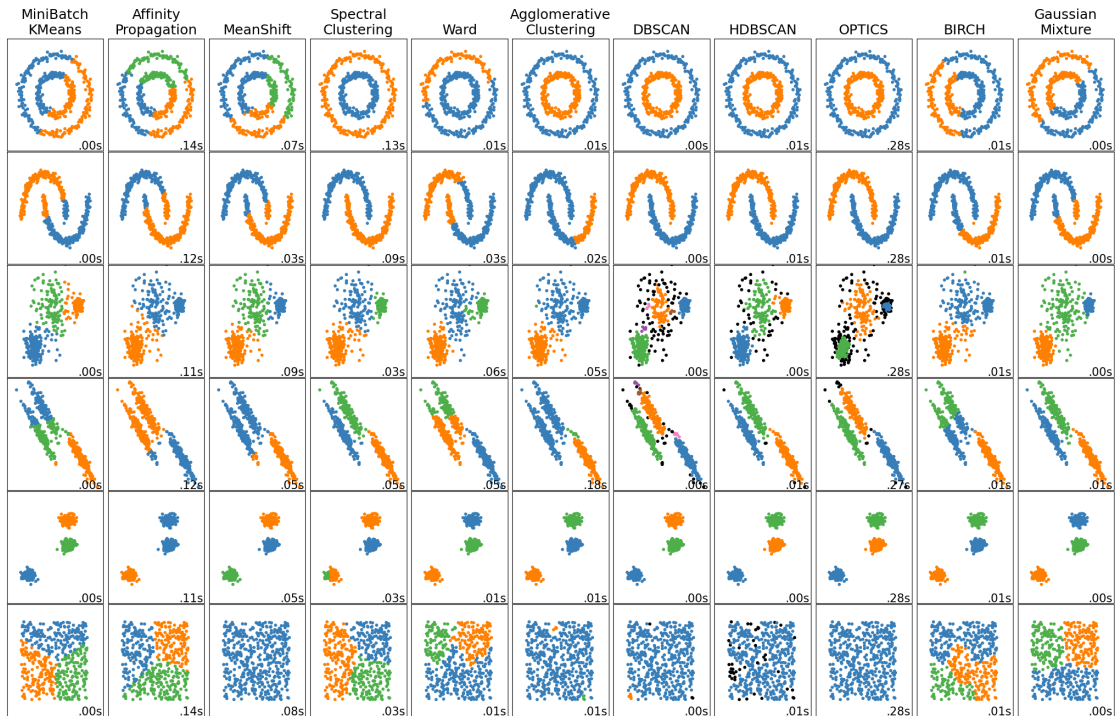 MiniBatch
KMeans
Affinity
Propagation
MeanShift
Spectral
Clustering
Ward
Agglomerative
Clustering
DBSCAN
HDBSCAN
OPTICS
BIRCH
Gaussian
Mixture
.00s .14s .07s .13s .01s .01s .01s .01s .28s .01s .00s
.00s .12s .03s .09s .01s .02s .00s .01s .28s .01s .00s
.00s .11s .09s .03s .06s .05s .00s .00s .28s .01s .00s
.00s .12s .05s .05s .05s .18s .00s .01s .27s .01s .01s
.00s .11s .05s .03s .01s .01s .00s .00s .28s .01s .00s
.00s .14s .08s .03s .01s .01s .00s .00s .28s .01s .00s